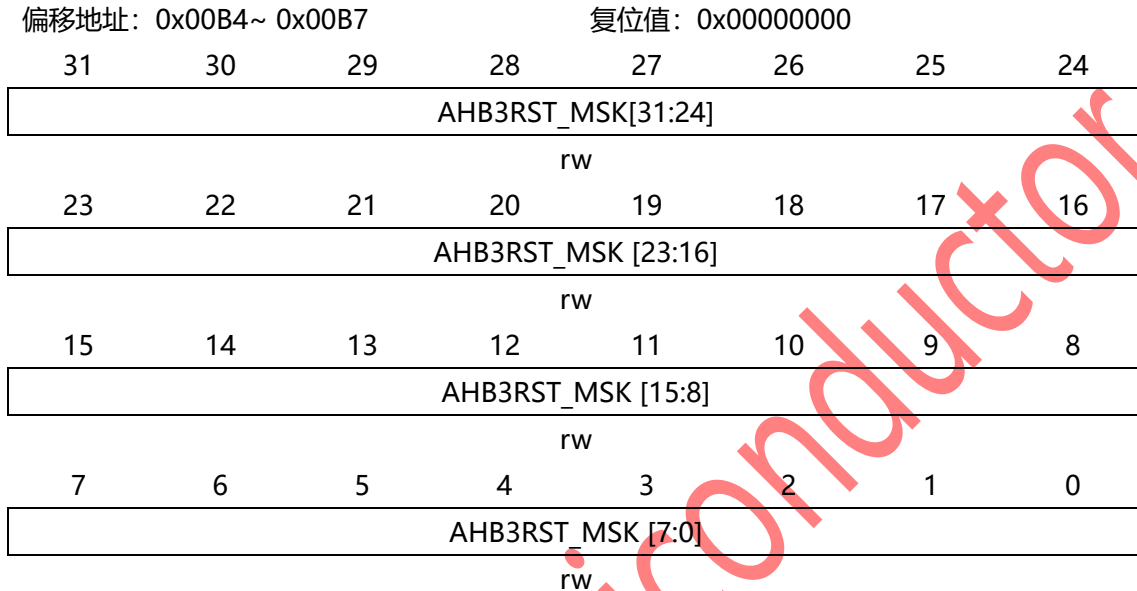 偏移地址：0x00B4~ 0x00B7 复位值：0x00000000
31 30 29 28 27 26 25 24
AHB3RST_MSK[31:24]
rw
23 22 21 20 19 18 17 16
AHB3RST_MSK [23:16]
rw
15 14 13 12 11 10 9 8
AHB3RST_MSK [15:8]
rw
7 6 5 4 3 2 1 0
AHB3RST_MSK [7:0]
rw
iconductor